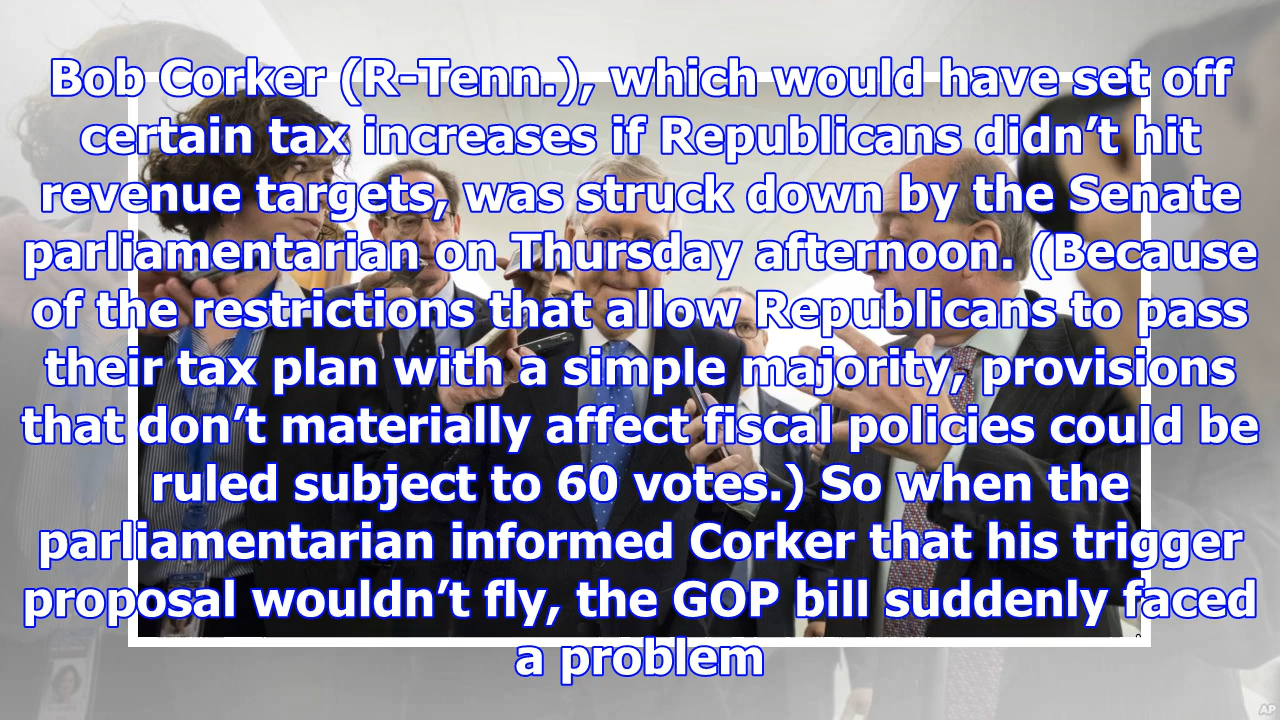 Bob Corker (R-Tenn.), which would have set off
certain tax increases if Republicans didn’t hit
revenue targets, was struck down by the Senate
parliamentarian on Thursday afternoon. (Because
of the restrictions that allow Republicans to pass
their tax plan with a simple majority, provisions
that don’t materially affect fiscal policies could be
ruled subject to 60 votes.) So when the
parliamentarian informed Corker that his trigger
proposal wouldn’t fly, the GOP bill suddenly faced
a problem
AP